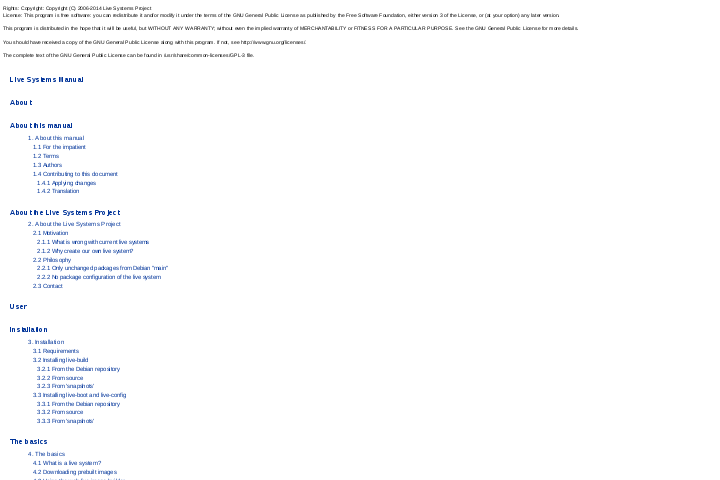 Rights: Copyright: Copyright (C) 2006-2014 Live Systems Project
License: This program is free software: you can redistribute it and/or modify it under the terms of the GNU General Public License as published by the Free Software Foundation, either version 3 of the License, or (at your option) any later version.
This program is distributed in the hope that it will be useful, but WITHOUT ANY WARRANTY; without even the implied warranty of MERCHANTABILITY or FITNESS FOR A PARTICULAR PURPOSE. See the GNU General Public License for more details.
You should have received a copy of the GNU General Public License along with this program. If not, see http://www.gnu.org/licenses/.
The complete text of the GNU General Public License can be found in /usr/share/common-licenses/GPL-3 file.
Live Systems Manual
About
About this manual
1. About this manual
1.1 For the impatient
1.2 Terms
1.3 Authors
1.4 Contributing to this document
1.4.1 Applying changes
1.4.2 Translation
About the Live Systems Project
2. About the Live Systems Project
2.1 Motivation
2.1.1 What is wrong with current live systems
2.1.2 Why create our own live system?
2.2 Philosophy
2.2.1 Only unchanged packages from Debian "main"
2.2.2 No package configuration of the live system
2.3 Contact
User
Installation
3. Installation
3.1 Requirements
3.2 Installing live-build
3.2.1 From the Debian repository
3.2.2 From source
3.2.3 From 'snapshots'
3.3 Installing live-boot and live-config
3.3.1 From the Debian repository
3.3.2 From source
3.3.3 From 'snapshots'
The basics
4. The basics
4.1 What is a live system?
4.2 Downloading prebuilt images